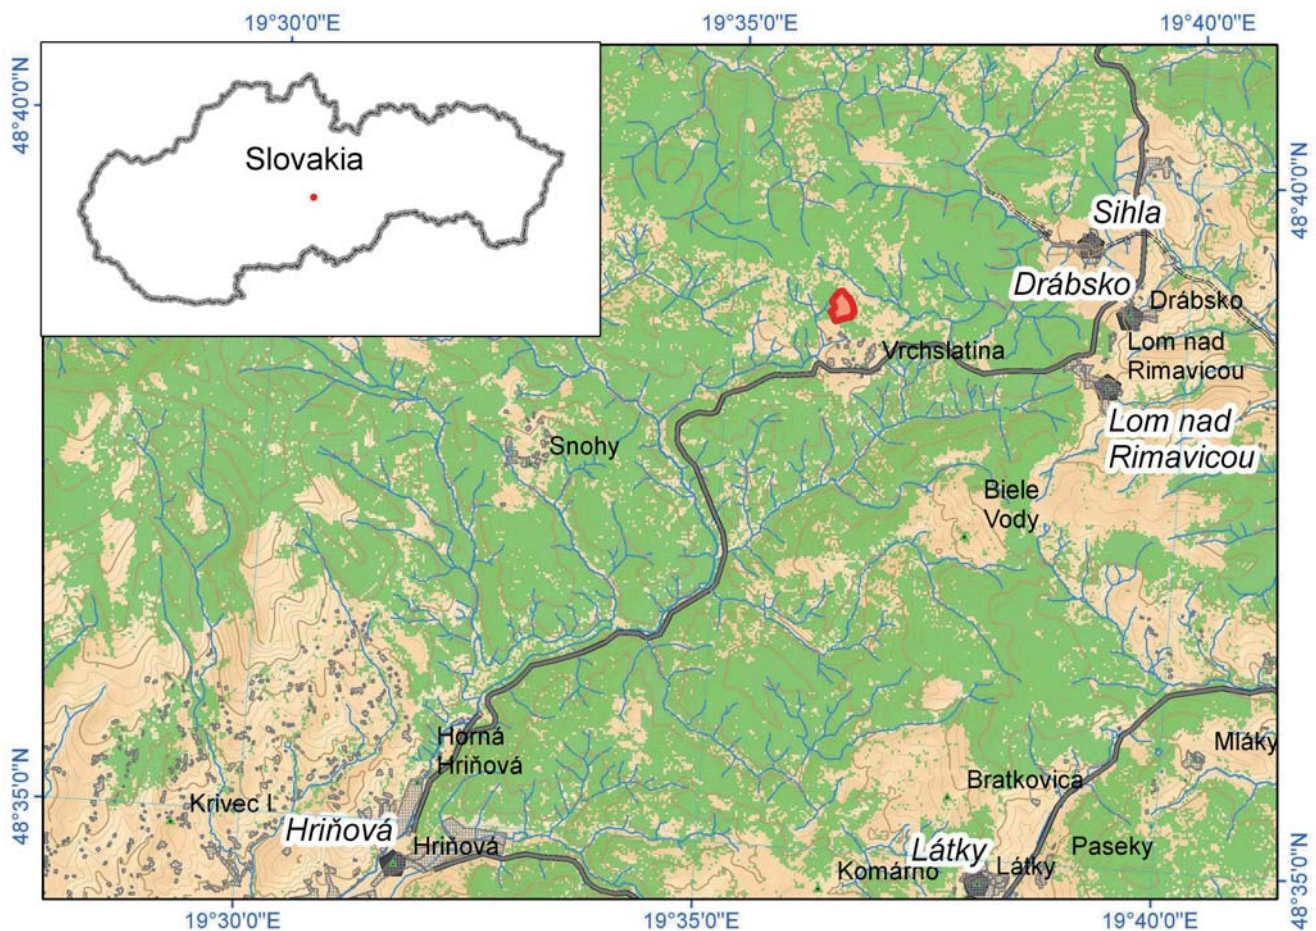 19°30'0"E
19°35'0"E
19°40'0"E
48°40'0"N
Slovakia
48°40'0"N
Sihla
Drábsko
Drábsko
Lom nad
Rimavicou
Vrchslatina
Lom nad
Rimavicou
Snohy
Biele
Vody
Horná
Hriňová
Mláky
Bratkovica
Krivec I.
48°35'0"N
Hriňová
Hriňová
Látky
Paseky
Komárno
Látky
48°35'0"N
19°30'0"E
19°35'0"E
19°40'0"E